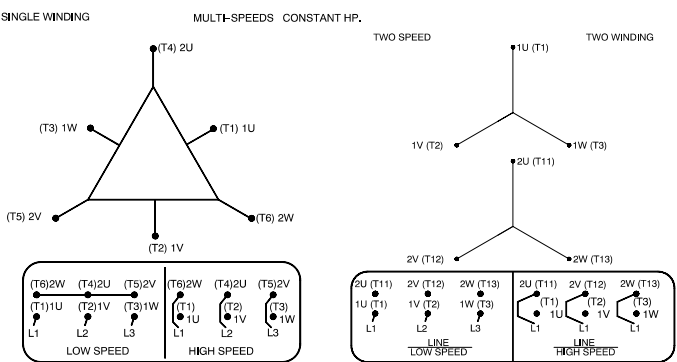 SINGLE WINDING MULTI-SPEEDS CONSTANT HP.
(T4) 2U
(T3) 1W
(T1) 1U
(T5) 2V
(T6) 2W
(T2) 1V
(T6)2W (T4)2U (T5)2V (T6)2W (T4)2U (T5)2V
(T1)1U (T2)1V (T3)1W (T1) (T2) (T3)
1U 1V 1W
L1 L2 L3 L1 L2 L3
LOW SPEED HIGH SPEED
TWO SPEED TWO WINDING
1U (T1)
1V (T2) 1W (T3)
2U (T11)
2V (T12) 2W (T13)
2U (T11) 2V (T12) 2W (T13) 2U (T11) 2V (T12) 2W (T13)
1U (T1) 1V (T2) 1W (T3) (T1) (T2) (T3)
1U 1V 1W
L1 L2 L3 L1 L1 L1
LINE LINE
LOW SPEED HIGH SPEED